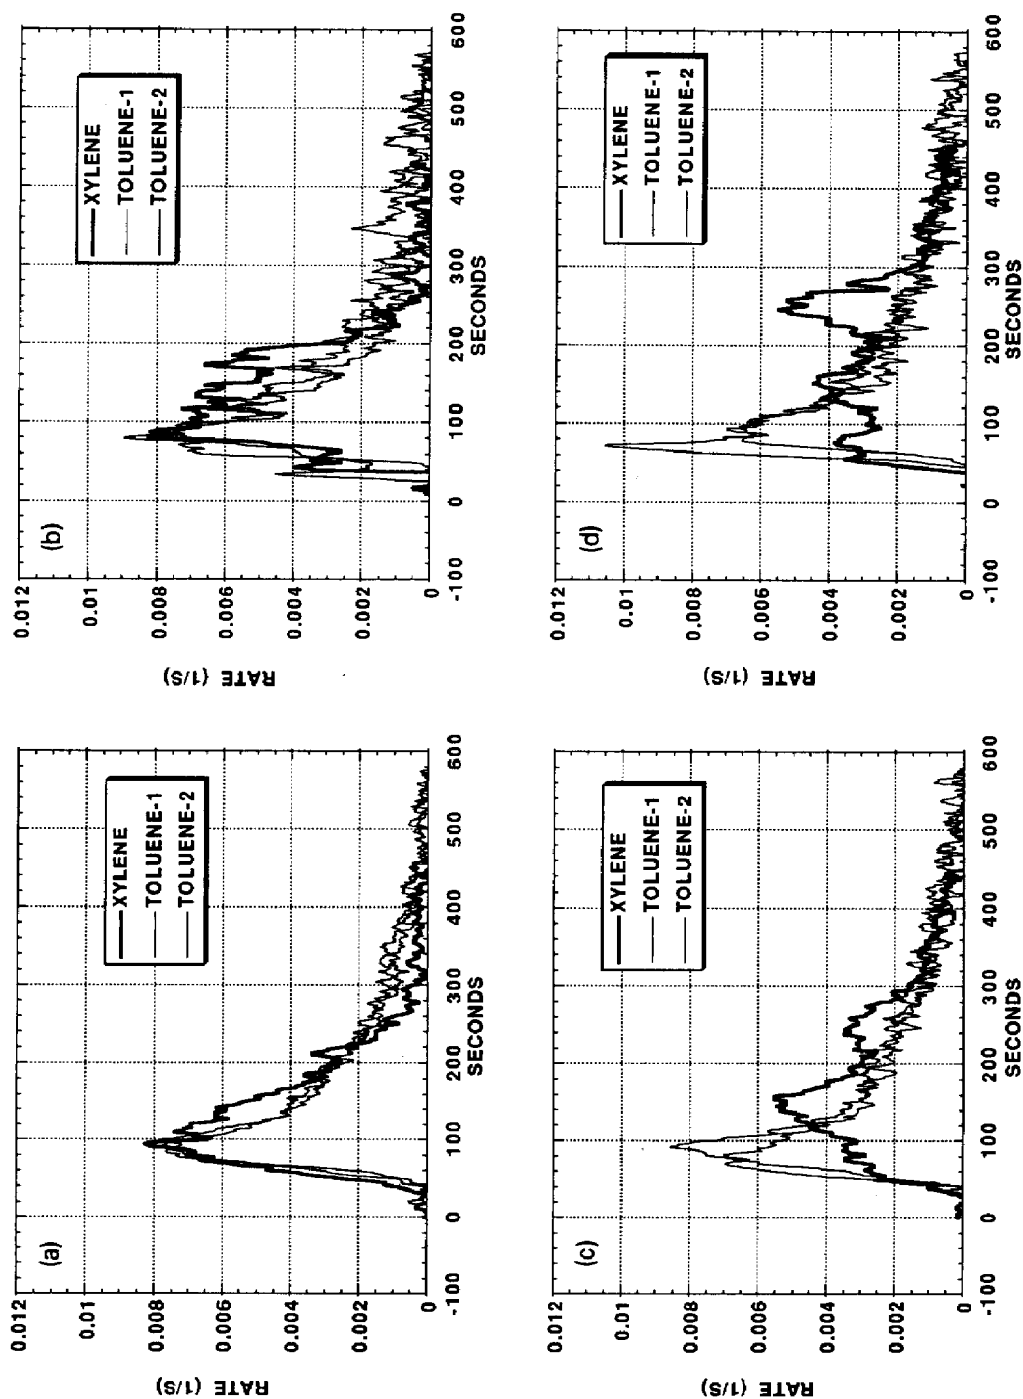 (a)
0.012
0.01
0.008
0.006
0.004
0.002
0
RATE (1/S)
XYLENE
TOLUENE-1
TOLUENE-2
-100 0 100 200 300 400 500 600
SECONDS
(b)
0.012
0.01
0.008
0.006
0.004
0.002
0
RATE (1/S)
XYLENE
TOLUENE-1
TOLUENE-2
-100 0 100 200 300 400 500 600
SECONDS
(c)
0.012
0.01
0.008
0.006
0.004
0.002
0
RATE (1/S)
XYLENE
TOLUENE-1
TOLUENE-2
-100 0 100 200 300 400 500 600
SECONDS
(d)
0.012
0.01
0.008
0.006
0.004
0.002
0
RATE (1/S)
XYLENE
TOLUENE-1
TOLUENE-2
-100 0 100 200 300 400 500 600
SECONDS